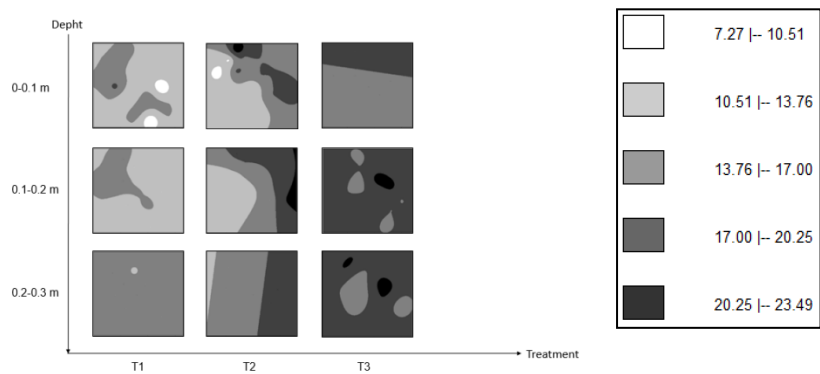 Depht
0-0.1 m
0.1-0.2 m
0.2-0.3 m
T1
T2
T3
Treatment
7.27 |-- 10.51
10.51 |-- 13.76
13.76 |-- 17.00
17.00 |-- 20.25
20.25 |-- 23.49